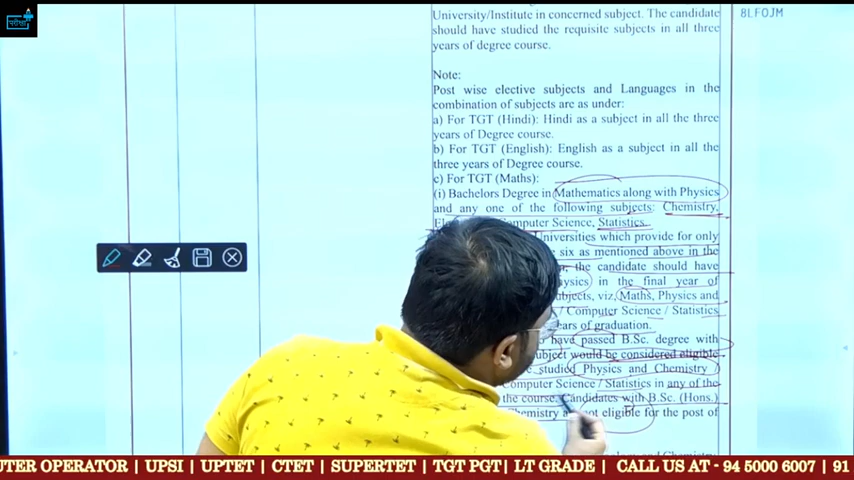 परीक्षा
University/Institute in concerned subject. The candidate
should have studied the requisite subjects in all three
years of degree course.
Note:
Post wise elective subjects and Languages in the
combination of subjects are as under:
a) For TGT (Hindi): Hindi as a subject in all the three
years of Degree course.
b) For TGT (English): English as a subject in all the
three years of Degree course.
c) For TGT (Maths):
(i) Bachelors Degree in Mathematics along with Physics
and any one of the following subjects: Chemistry,
Computer Science, Statistics.
Universities which provide for only
six as mentioned above in the
the candidate should have
in the final year of
viz, Maths, Physics and
/ Computer Science / Statistics
of graduation.
have passed B.Sc. degree with
would be considered eligible
studied Physics and Chemistry
Computer Science / Statistics in any of the
the course. Candidates with B.Sc. (Hons.)
Chemistry not eligible for the post of
8LFOJM
UTER OPERATOR | UPSI | UPTET | CTET | SUPERTET | TGT PGT| LT GRADE | CALL US AT - 94 5000 6007 | 91